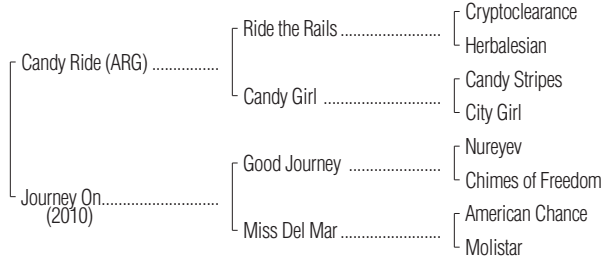 Cryptoclearance
Ride the Rails ....................
Herbalesian
Candy Ride (ARG) ...............
Candy Stripes
Candy Girl .......................
City Girl
Nureyev
Good Journey ..................
Chimes of Freedom
Journey On.......................
(2010)
American Chance
Miss Del Mar ....................
Molistar